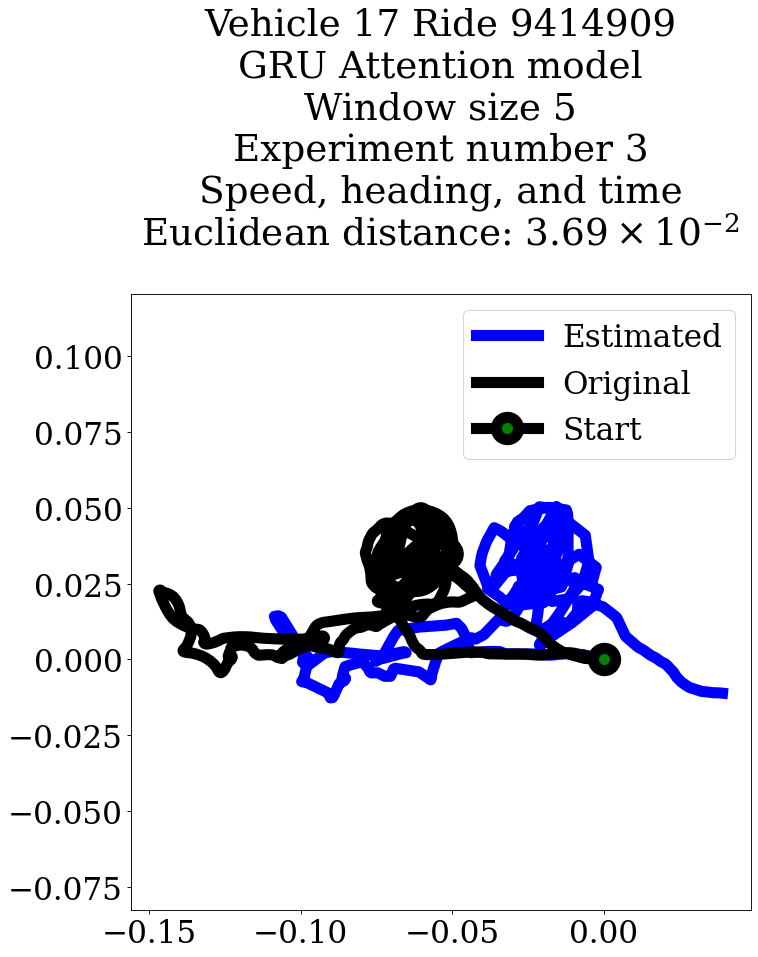 Vehicle 17 Ride 9414909
GRU Attention model
Window size 5
Experiment number 3
Speed, heading, and time
Euclidean distance: 3.69 × 10⁻²
Estimated
Original
Start
0.100
0.075
0.050
0.025
0.000
−0.025
−0.050
−0.075
−0.15
−0.10
−0.05
0.00